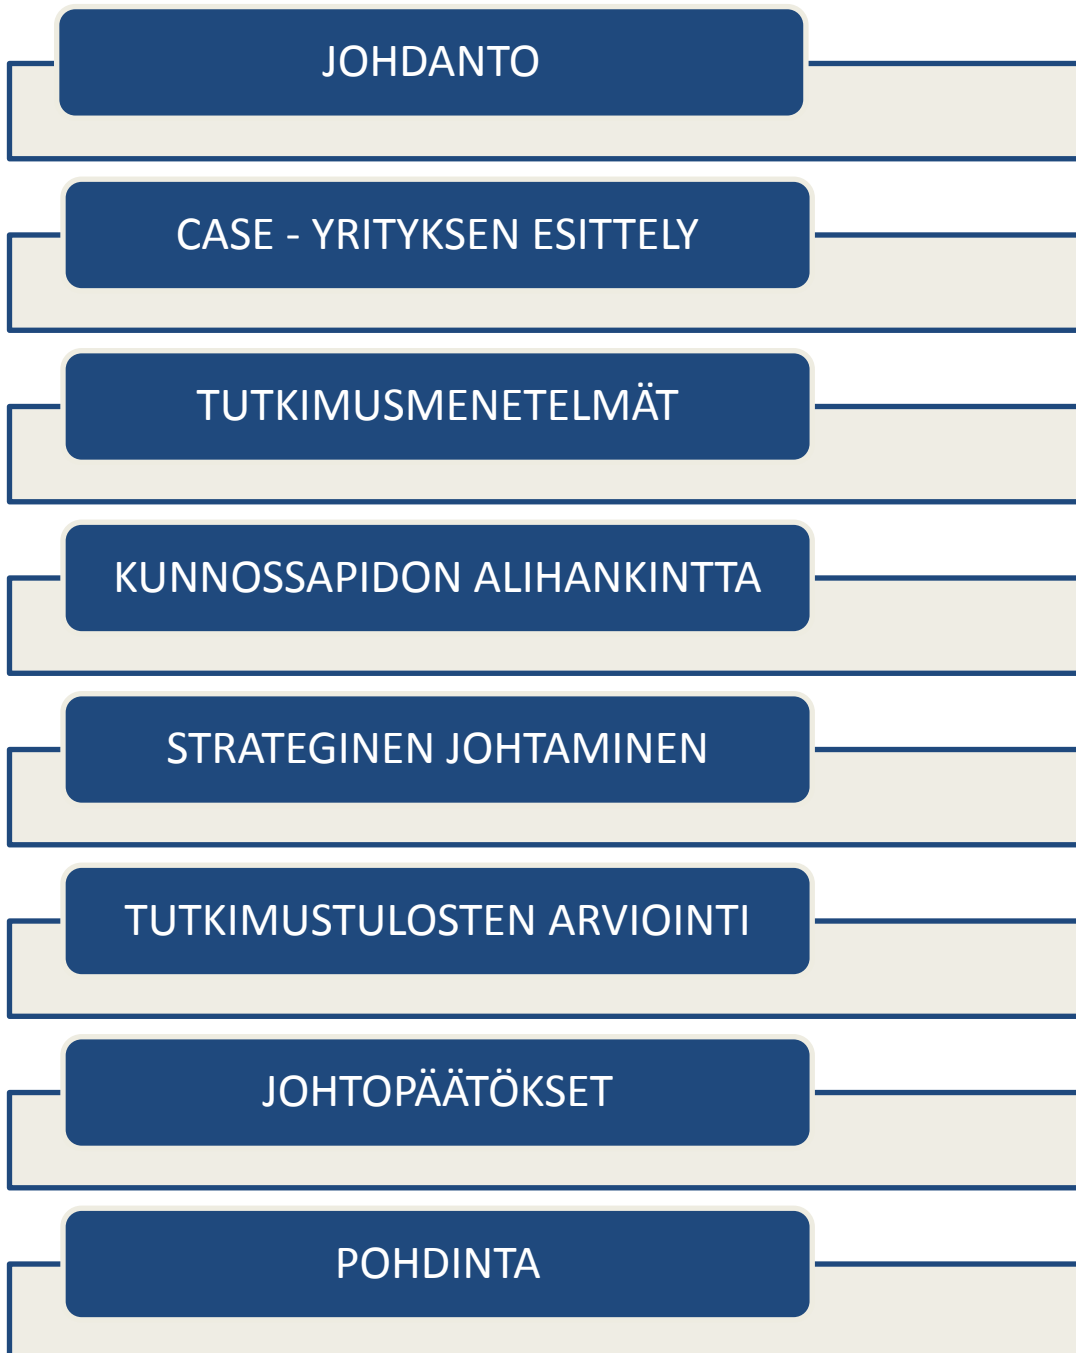 JOHDANTO
CASE - YRITYKSEN ESITTELY
TUTKIMUSMENETELMÄT
KUNNOSSAPIDON ALIHANKINTTA
STRATEGINEN JOHTAMINEN
TUTKIMUSTULOSTEN ARVIOINTI
JOHTOPÄÄTÖKSET
POHDINTA